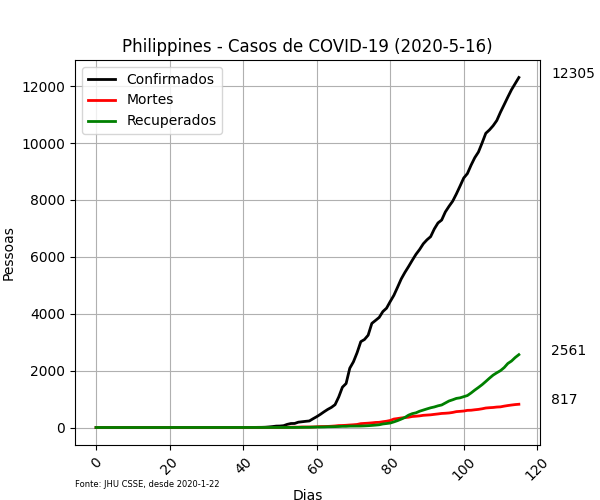 Philippines - Casos de COVID-19 (2020-5-16)
Confirmados
Mortes
Recuperados
12305
2561
817
Pessoas
12000
10000
8000
6000
4000
2000
0
0 20 40 60 80 100 120
Dias
Fonte: JHU CSSE, desde 2020-1-22